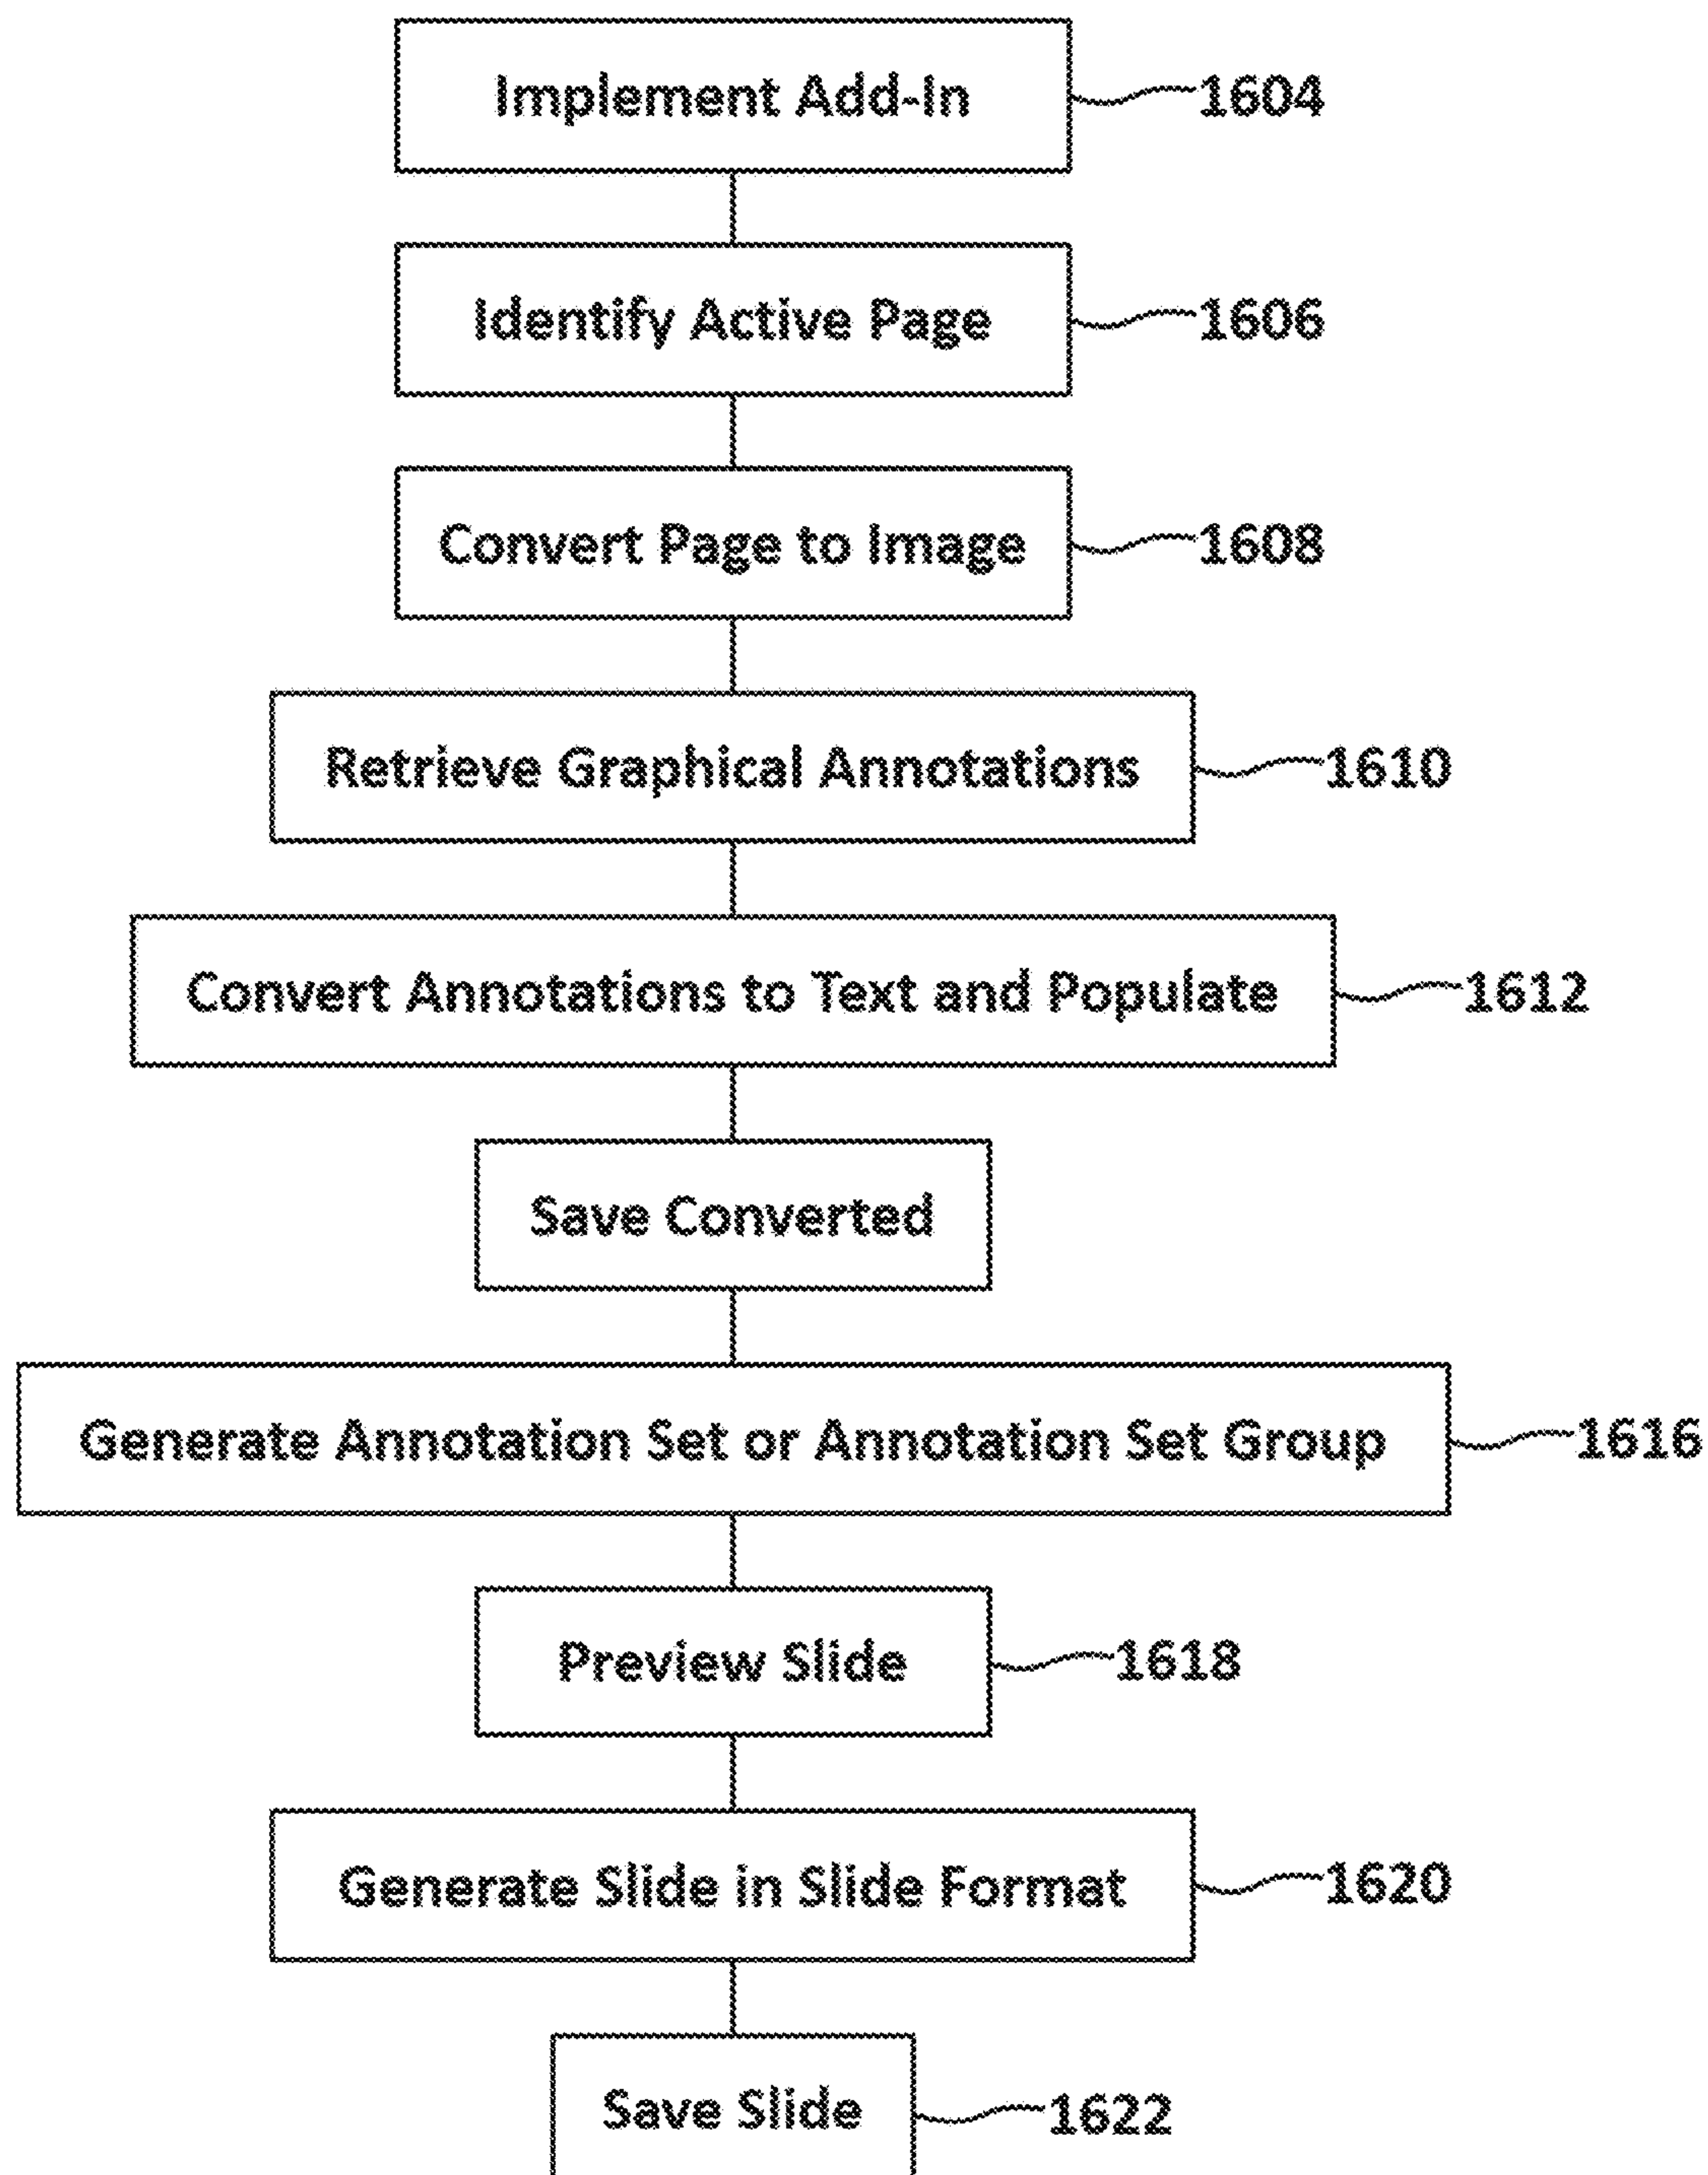 Implement Add-In 1604
Identify Active Page 1606
Convert Page to Image 1608
Retrieve Graphical Annotations 1610
Convert Annotations to Text and Populate 1612
Save Converted
Generate Annotation Set or Annotation Set Group 1616
Preview Slide 1618
Generate Slide in Slide Format 1620
Save Slide 1622